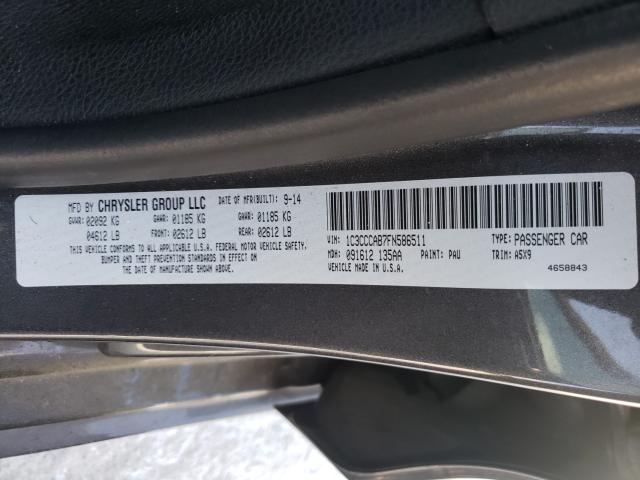 MFD BY CHRYSLER GROUP LLC DATE OF MFR(BUILT): 9-14
GVWR: 02092 KG GAWR: 01185 KG GAWR: 01185 KG
04612 LB FRONT: 02612 LB REAR: 02612 LB
THIS VEHICLE CONFORMS TO ALL APPLICABLE U.S.A. FEDERAL MOTOR VEHICLE SAFETY,
BUMPER AND THEFT PREVENTION STANDARDS IN EFFECT ON
THE DATE OF MANUFACTURE SHOWN ABOVE.
VIN: 1C3CCCAB7FN586511 TYPE: PASSENGER CAR
MDH: 091612 135AA PAINT: PAU TRIM: A5X9
VEHICLE MADE IN U.S.A. 4658843